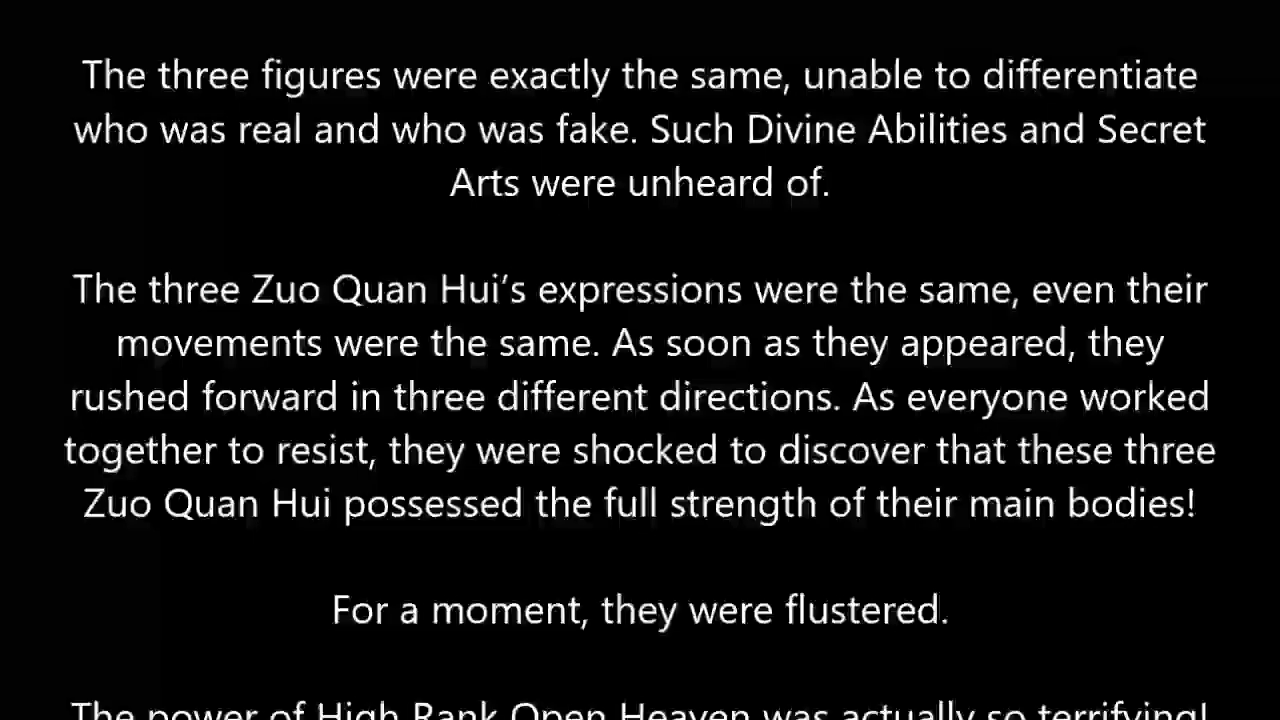 The three figures were exactly the same, unable to differentiate
who was real and who was fake. Such Divine Abilities and Secret
Arts were unheard of.
The three Zuo Quan Hui’s expressions were the same, even their
movements were the same. As soon as they appeared, they
rushed forward in three different directions. As everyone worked
together to resist, they were shocked to discover that these three
Zuo Quan Hui possessed the full strength of their main bodies!
For a moment, they were flustered.
The power of High Rank Open Heaven was actually so terrifying!